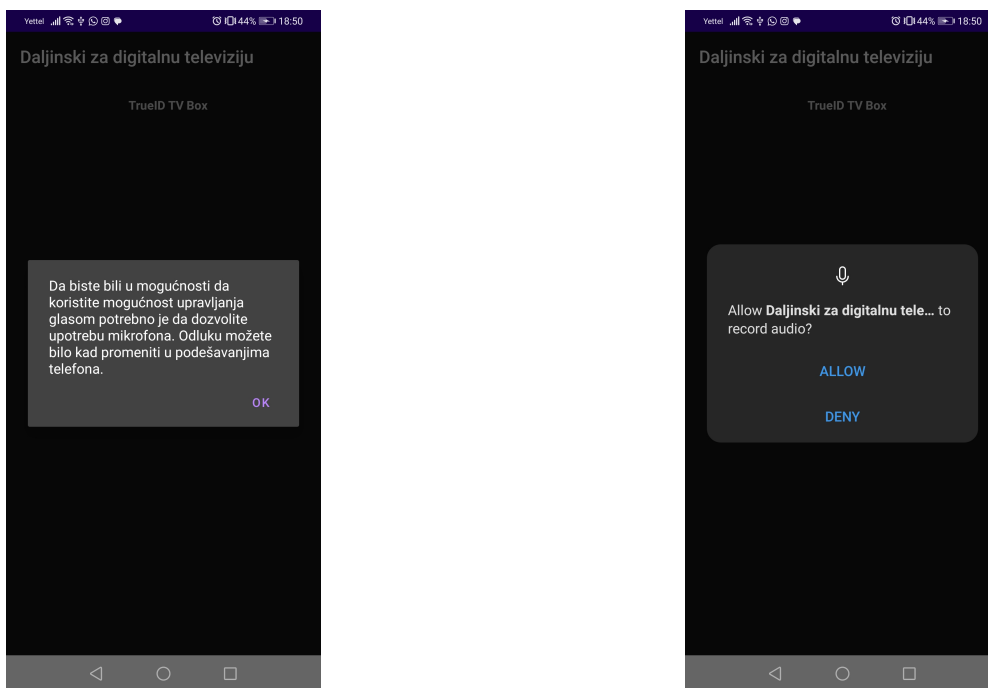 Yettel 44% 18:50
Daljinski za digitalnu televiziju
TrueID TV Box
Da biste bili u mogućnosti da
koristite mogućnost upravljanja
glasom potrebno je da dozvolite
upotrebu mikrofona. Odluku možete
bilo kad promeniti u podešavanjima
telefona.
OK
Yettel 44% 18:50
Daljinski za digitalnu televiziju
TrueID TV Box
Allow Daljinski za digitalnu tele... to
record audio?
ALLOW
DENY